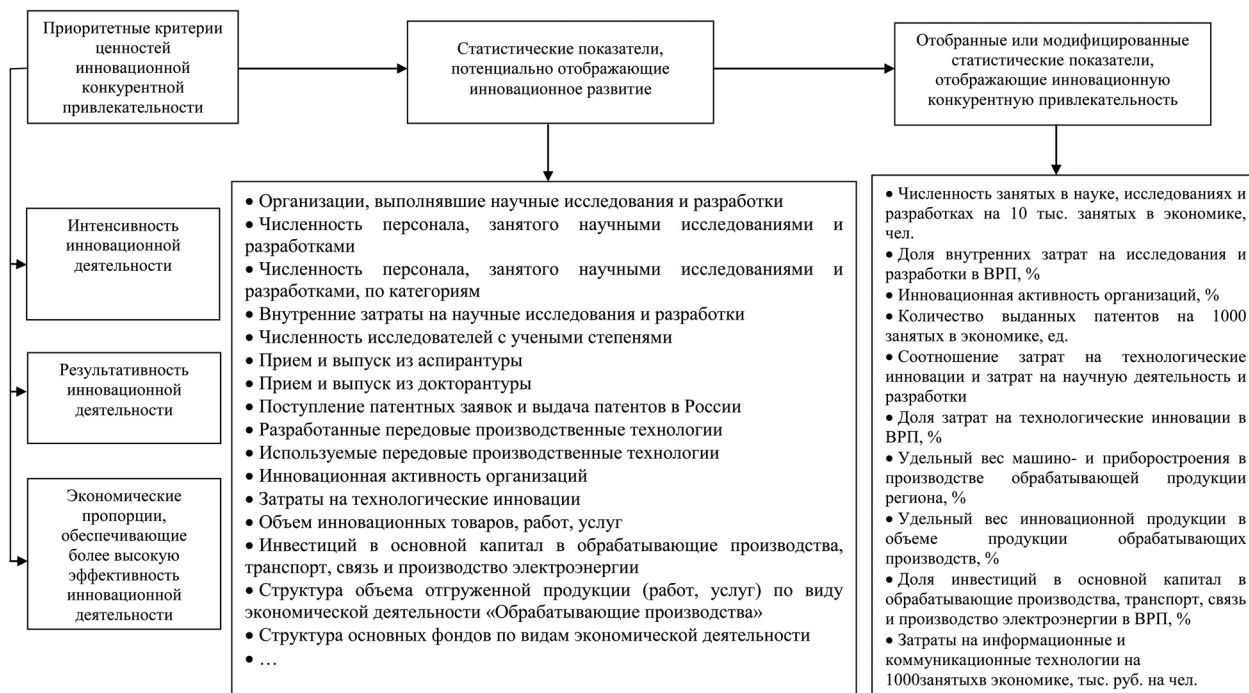 Приоритетные критерии
ценностей
инновационной
конкурентной
привлекательности
Статистические показатели,
потенциально отображающие
инновационное развитие
Отобранные или модифицированные
статистические показатели,
отображающие инновационную
конкурентную привлекательность
Интенсивность
инновационной
деятельности
Результативность
инновационной
деятельности
Экономические
пропорции,
обеспечивающие
более высокую
эффективность
инновационной
деятельности
• Организации, выполнявшие научные исследования и разработки
• Численность персонала, занятого научными исследованиями и
разработками
• Численность персонала, занятого научными исследованиями и
разработками, по категориям
• Внутренние затраты на научные исследования и разработки
• Численность исследователей с учеными степенями
• Прием и выпуск из аспирантуры
• Прием и выпуск из докторантуры
• Поступление патентных заявок и выдача патентов в России
• Разработанные передовые производственные технологии
• Используемые передовые производственные технологии
• Инновационная активность организаций
• Затраты на технологические инновации
• Объем инновационных товаров, работ, услуг
• Инвестиций в основной капитал в обрабатывающие производства,
транспорт, связь и производство электроэнергии
• Структура объема отгруженной продукции (работ, услуг) по виду
экономической деятельности «Обрабатывающие производства»
• Структура основных фондов по видам экономической деятельности
• …
• Численность занятых в науке, исследованиях и
разработках на 10 тыс. занятых в экономике,
чел.
• Доля внутренних затрат на исследования и
разработки в ВРП, %
• Инновационная активность организаций, %
• Количество выданных патентов на 1000
занятых в экономике, ед.
• Соотношение затрат на технологические
инновации и затрат на научную деятельность и
разработки
• Доля затрат на технологические инновации в
ВРП, %
• Удельный вес машино- и приборостроения в
производстве обрабатывающей продукции
региона, %
• Удельный вес инновационной продукции в
объеме продукции обрабатывающих
производств, %
• Доля инвестиций в основной капитал в
обрабатывающие производства, транспорт, связь
и производство электроэнергии в ВРП, %
• Затраты на информационные и
коммуникационные технологии на
1000занятыхв экономике, тыс. руб. на чел.